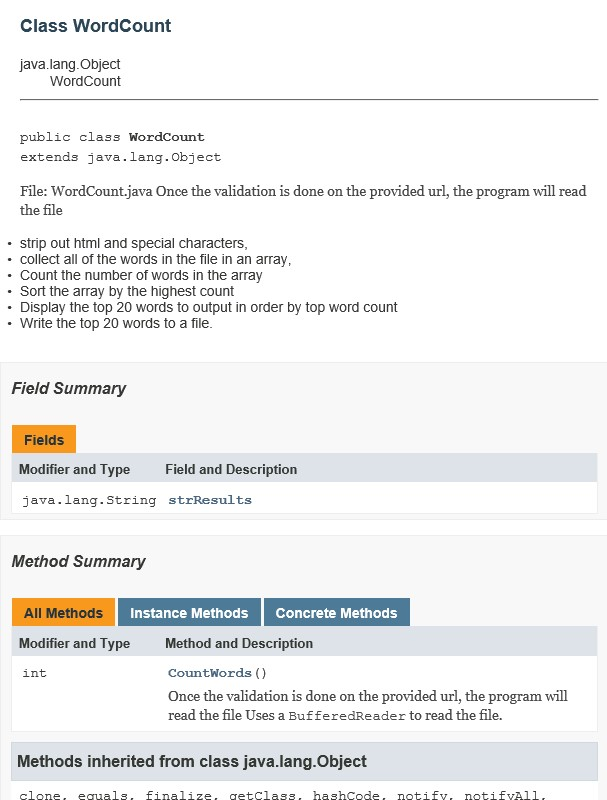 Class WordCount
java.lang.Object
WordCount
public class WordCount
extends java.lang.Object
File: WordCount.java Once the validation is done on the provided url, the program will read
the file
• strip out html and special characters,
• collect all of the words in the file in an array,
• Count the number of words in the array
• Sort the array by the highest count
• Display the top 20 words to output in order by top word count
• Write the top 20 words to a file.
Field Summary
Fields
Modifier and Type Field and Description
java.lang.String strResults
Method Summary
All Methods Instance Methods Concrete Methods
Modifier and Type Method and Description
int CountWords()
Once the validation is done on the provided url, the program will
read the file Uses a BufferedReader to read the file.
Methods inherited from class java.lang.Object
clone, equals, finalize, getClass, hashCode, notify, notifyAll,